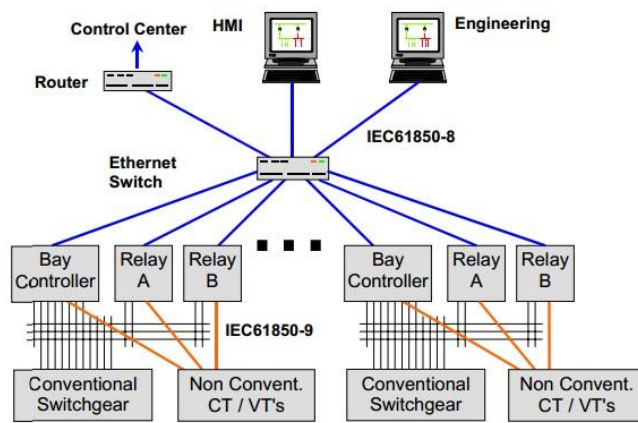 Control Center
HMI
Engineering
Router
IEC61850-8
Ethernet
Switch
Bay
Controller
Relay
A
Relay
B
Bay
Controller
Relay
A
Relay
B
IEC61850-9
Conventional
Switchgear
Non Convent.
CT / VT's
Conventional
Switchgear
Non Convent.
CT / VT's